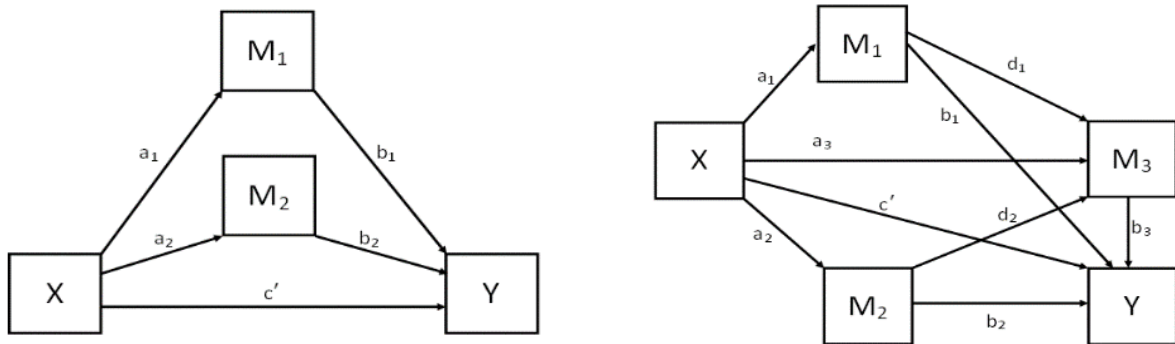 M₁
a₁
b₁
M₂
a₂
b₂
X
c′
Y
M₁
a₁
d₁
b₁
X
a₃
M₃
c′
a₂
d₂
b₃
M₂
b₂
Y